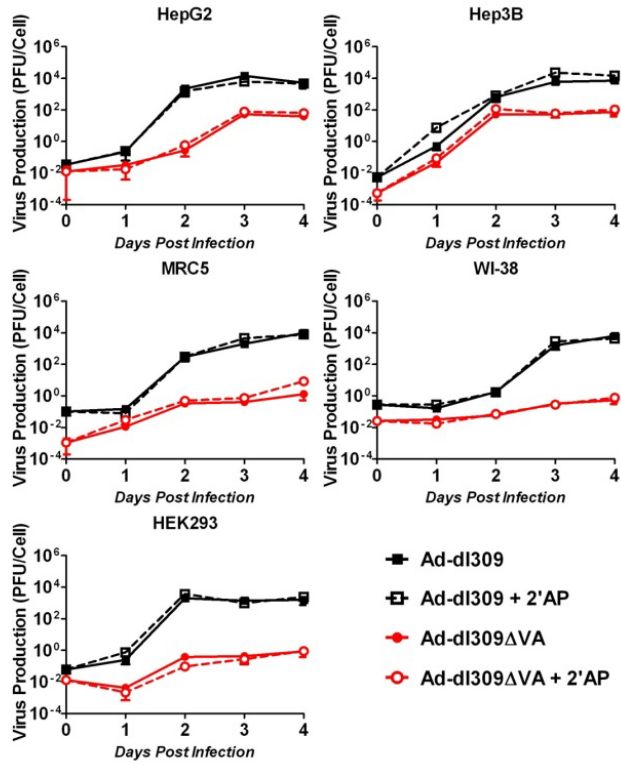 HepG2 Hep3B
Virus Production (PFU/Cell)
10^6
10^4
10^2
10^0
10^-2
10^-4
0 1 2 3 4
Days Post Infection
Virus Production (PFU/Cell)
10^6
10^4
10^2
10^0
10^-2
10^-4
0 1 2 3 4
Days Post Infection
MRC5 WI-38
Virus Production (PFU/Cell)
10^6
10^4
10^2
10^0
10^-2
10^-4
0 1 2 3 4
Days Post Infection
Virus Production (PFU/Cell)
10^6
10^4
10^2
10^0
10^-2
10^-4
0 1 2 3 4
Days Post Infection
HEK293
Virus Production (PFU/Cell)
10^6
10^4
10^2
10^0
10^-2
10^-4
0 1 2 3 4
Days Post Infection
Ad-dl309
Ad-dl309 + 2'AP
Ad-dl309ΔVA
Ad-dl309ΔVA + 2'AP